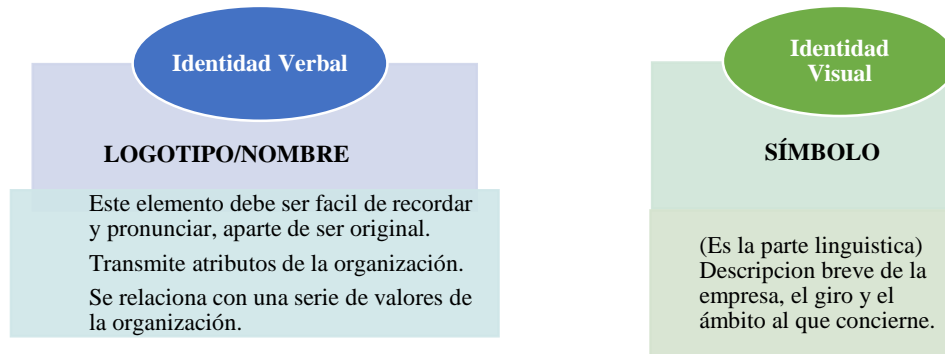 Identidad Verbal
LOGOTIPO/NOMBRE
Este elemento debe ser facil de recordar
y pronunciar, aparte de ser original.
Transmite atributos de la organización.
Se relaciona con una serie de valores de
la organización.
Identidad
Visual
SÍMBOLO
(Es la parte linguistica)
Descripcion breve de la
empresa, el giro y el
ámbito al que concierne.